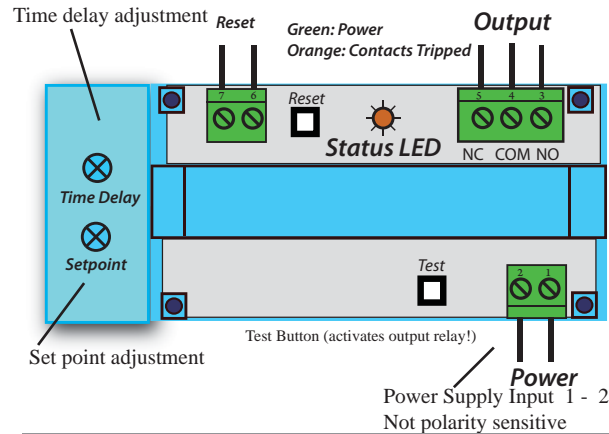 Time delay adjustment
Reset
Green: Power
Orange: Contacts Tripped
Output
7 6
5 4 3
Reset
Status LED
NC COM NO
Time Delay
Setpoint
Test
2 1
Test Button (activates output relay!)
Set point adjustment
Power
Power Supply Input 1 - 2
Not polarity sensitive